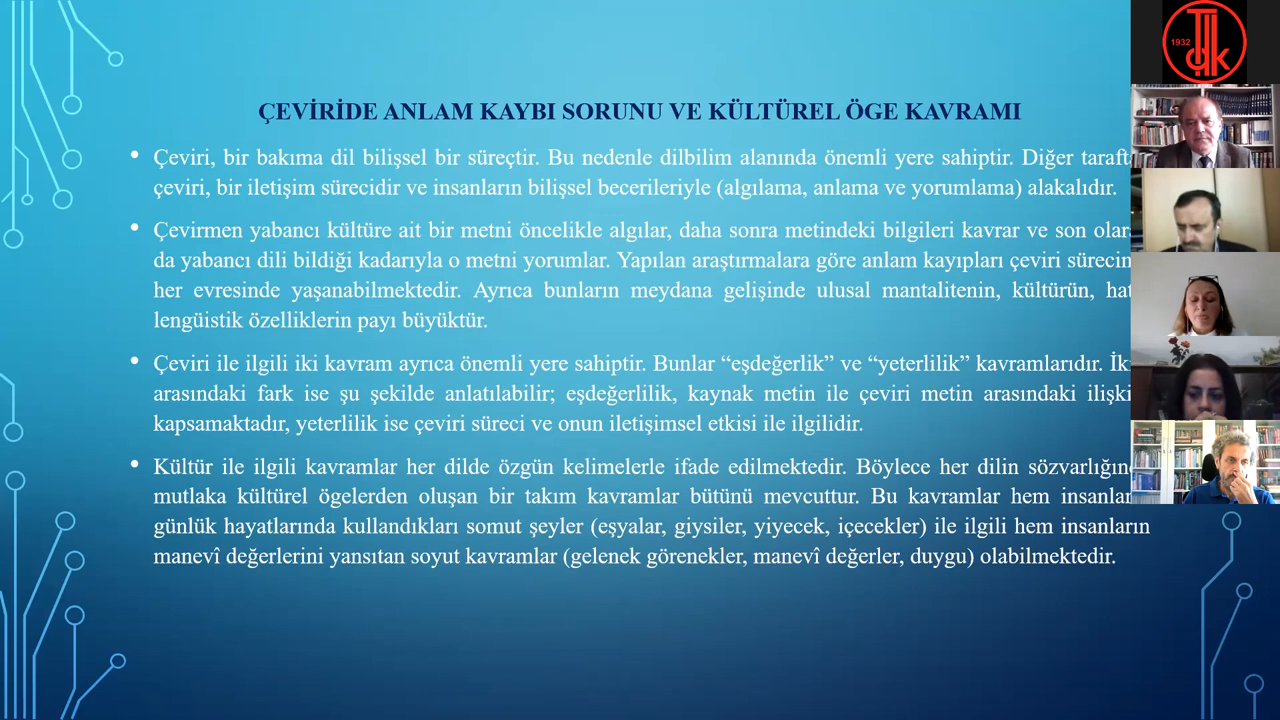 ÇEVİRİDE ANLAM KAYBI SORUNU VE KÜLTÜREL ÖGE KAVRAMI
Çeviri, bir bakıma dil bilişsel bir süreçtir. Bu nedenle dilbilim alanında önemli yere sahiptir. Diğer
çeviri, bir iletişim sürecidir ve insanların bilişsel becerileriyle (algılama, anlama ve yorumlama) alakalıdır.
Çevirmen yabancı kültüre ait bir metni öncelikle algılar, daha sonra metindeki bilgileri kavrar ve son
da yabancı dili bildiği kadarıyla o metni yorumlar. Yapılan araştırmalara göre anlam kayıpları çeviri
her evresinde yaşanabilmektedir. Ayrıca bunların meydana gelişinde ulusal mantalitenin, kültürün,
lengüistik özelliklerin payı büyüktür.
Çeviri ile ilgili iki kavram ayrıca önemli yere sahiptir. Bunlar “eşdeğerlik” ve “yeterlilik” kavramlarıdır.
arasındaki fark ise şu şekilde anlatılabilir; eşdeğerlilik, kaynak metin ile çeviri metin arasındaki
kapsamaktadır, yeterlilik ise çeviri süreci ve onun iletişimsel etkisi ile ilgilidir.
Kültür ile ilgili kavramlar her dilde özgün kelimelerle ifade edilmektedir. Böylece her dilin
mutlaka kültürel ögelerden oluşan bir takım kavramlar bütünü mevcuttur. Bu kavramlar hem
günlük hayatlarında kullandıkları somut şeyler (eşyalar, giysiler, yiyecek, içecekler) ile ilgili hem insanların
manevî değerlerini yansıtan soyut kavramlar (gelenek görenekler, manevî değerler, duygu) olabilmektedir.
1932